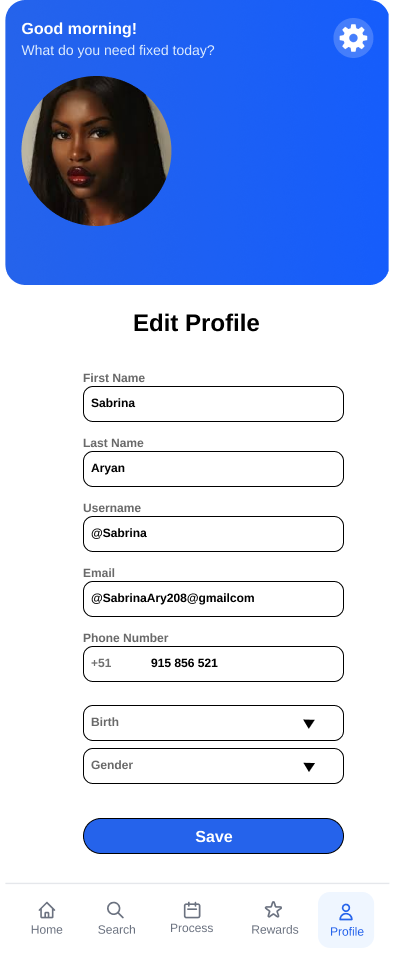 Good morning!
What do you need fixed today?
Edit Profile
First Name
Sabrina
Last Name
Aryan
Username
@Sabrina
Email
@SabrinaAry208@gmailcom
Phone Number
+51 915 856 521
Birth
Gender
Save
Home Search Process Rewards Profile